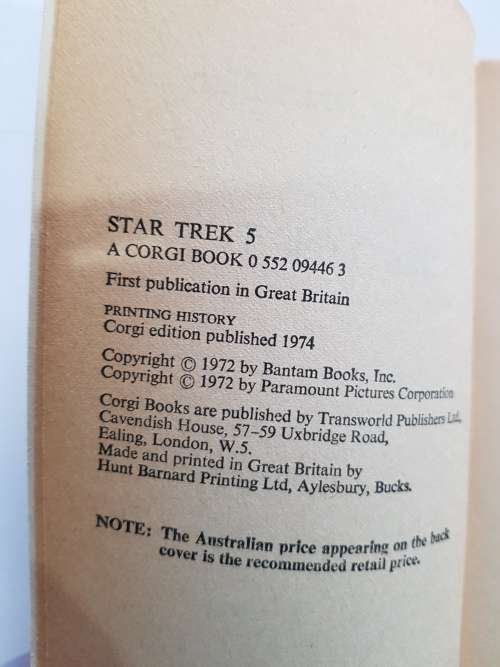 STAR TREK 5
A CORGI BOOK 0 552 09446 3
First publication in Great Britain
PRINTING HISTORY
Corgi edition published 1974
Copyright © 1972 by Bantam Books, Inc.
Copyright © 1972 by Paramount Pictures Corporation
Corgi Books are published by Transworld Publishers Ltd,
Cavendish House, 57–59 Uxbridge Road,
Ealing, London, W.5.
Made and printed in Great Britain by
Hunt Barnard Printing Ltd, Aylesbury, Bucks.
NOTE: The Australian price appearing on the back
cover is the recommended retail price.